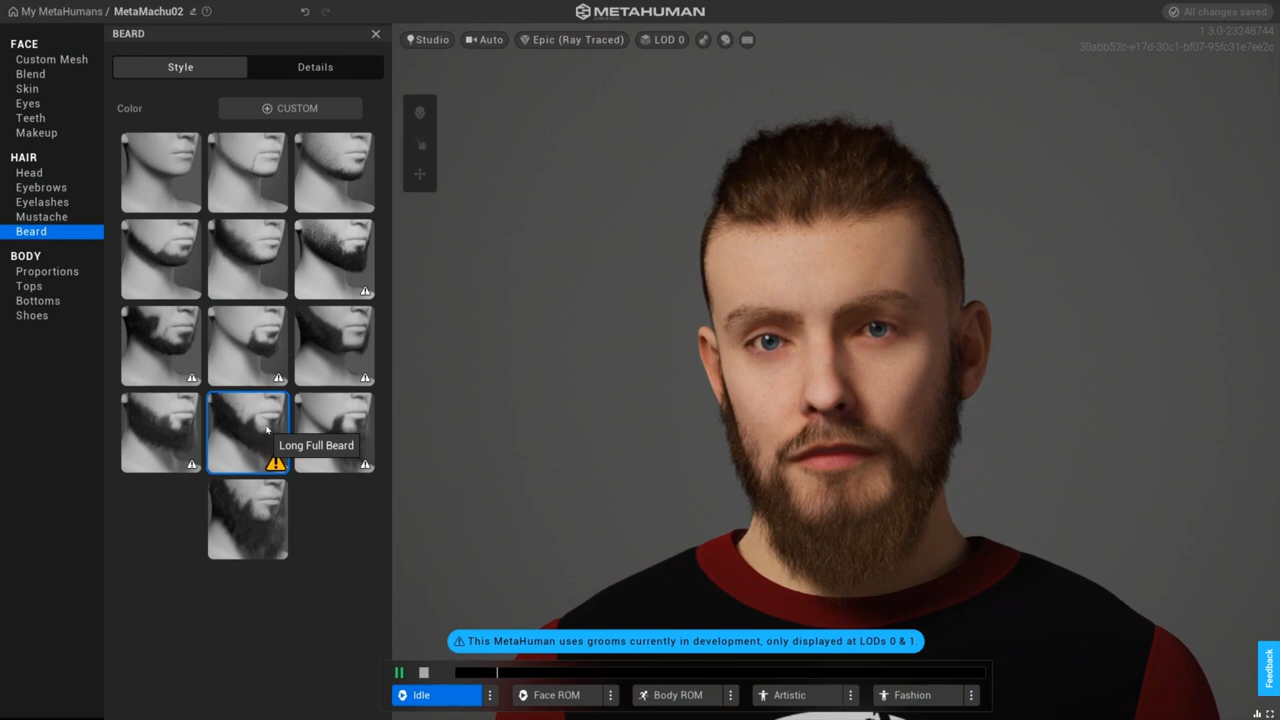 My MetaHumans / MetaMachu02
METAHUMAN
All changes saved
1.3.0-23248744
30abb52c-e17d-30c1-bf07-95fc31e7ee2c
FACE
Custom Mesh
Blend
Skin
Eyes
Teeth
Makeup
HAIR
Head
Eyebrows
Eyelashes
Mustache
Beard
BODY
Proportions
Tops
Bottoms
Shoes
BEARD
Style
Details
Color
CUSTOM
Long Full Beard
Studio
Auto
Epic (Ray Traced)
LOD 0
This MetaHuman uses grooms currently in development, only displayed at LODs 0 & 1.
Idle
Face ROM
Body ROM
Artistic
Fashion
Feedback